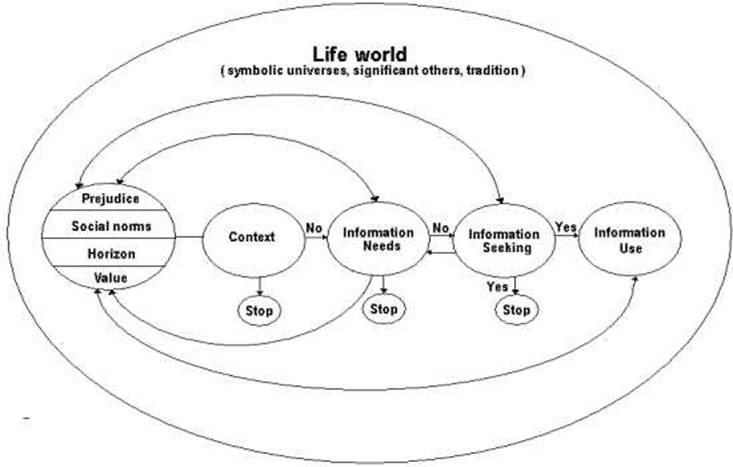 Life world
( symbolic universes, significant others, tradition )
Prejudice
Social norms
Horizon
Value
Context
No
Information
Needs
No
Information
Seeking
Yes
Information
Use
Yes
Stop
Stop
Stop